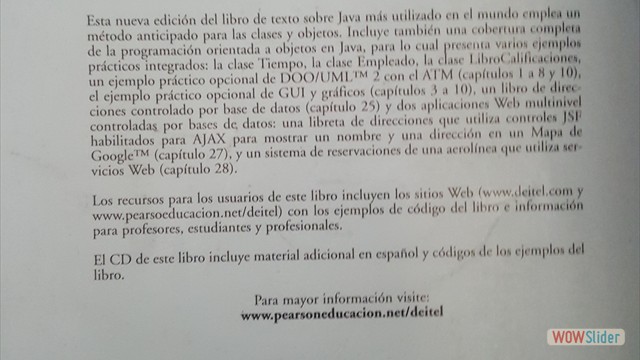 Esta nueva edición del libro de texto sobre Java más utilizado en el mundo emplea un
método anticipado para las clases y objetos. Incluye también una cobertura completa
de la programación orientada a objetos en Java, para lo cual presenta varios ejemplos
prácticos integrados: la clase Tiempo, la clase Empleado, la clase LibroCalificaciones,
un ejemplo práctico opcional de DOO/UML™ 2 con el ATM (capítulos 1 a 8 y 10),
el ejemplo práctico opcional de GUI y gráficos (capítulos 3 a 10), un libro de direc-
ciones controlado por base de datos (capítulo 25) y dos aplicaciones Web multinivel
controladas por bases de datos: una libreta de direcciones que utiliza controles JSF
habilitados para AJAX para mostrar un nombre y una dirección en un Mapa de
Google™ (capítulo 27), y un sistema de reservaciones de una aerolínea que utiliza ser-
vicios Web (capítulo 28).
Los recursos para los usuarios de este libro incluyen los sitios Web (www.deitel.com y
www.pearsoneducacion.net/deitel) con los ejemplos de código del libro e información
para profesores, estudiantes y profesionales.
El CD de este libro incluye material adicional en español y códigos de los ejemplos del
libro.
Para mayor información visite:
www.pearsoneducacion.net/deitel
WOWSlider